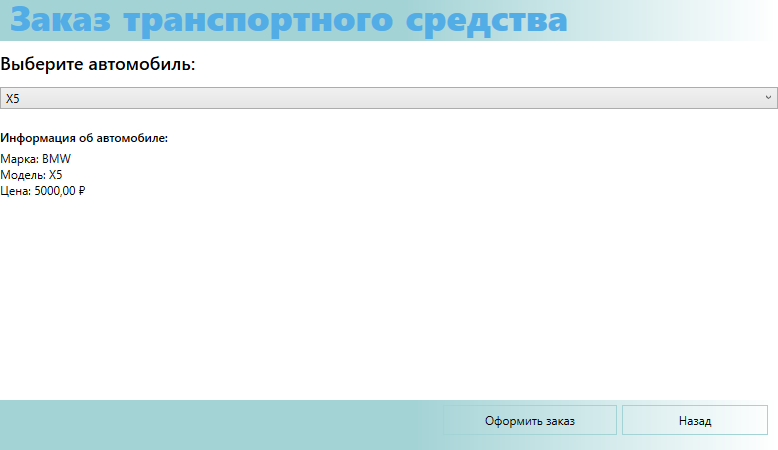 Заказ транспортного средства
Выберите автомобиль:
X5
Информация об автомобиле:
Марка: BMW
Модель: X5
Цена: 5000,00 ₽
Оформить заказ
Назад